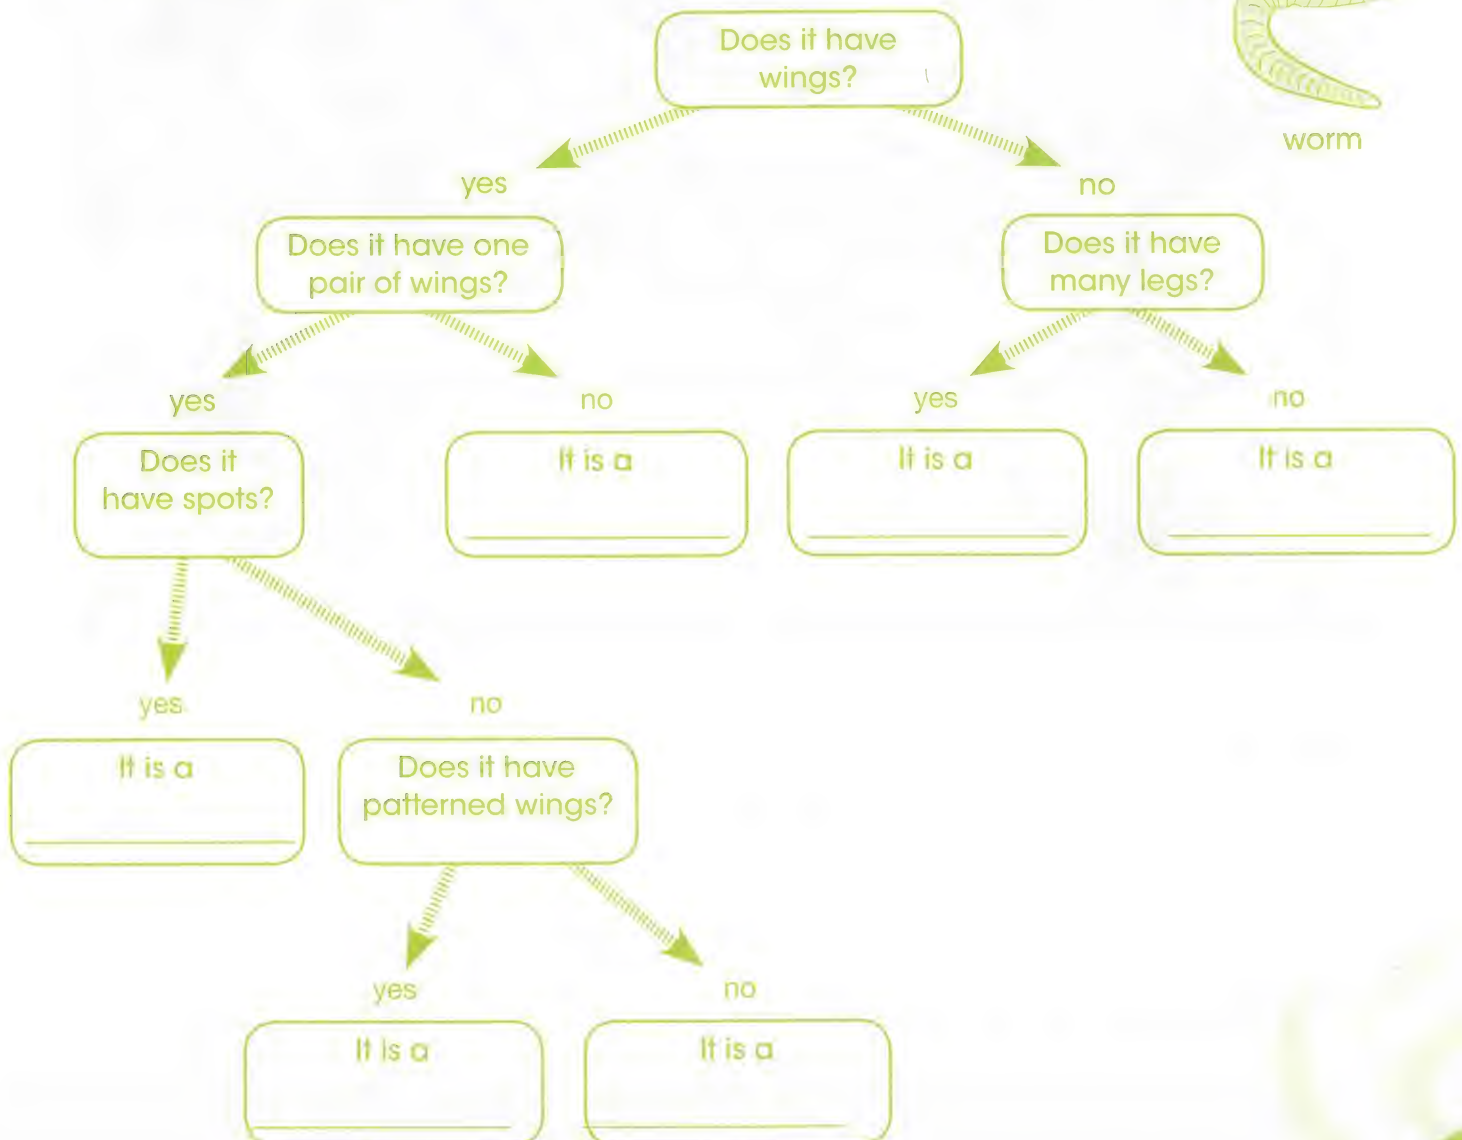 Does it have
wings?
worm
yes
no
Does it have one
pair of wings?
Does it have
many legs?
yes
no
yes
no
Does it
have spots?
It is a
It is a
It is a
yes
no
It is a
Does it have
patterned wings?
yes
no
It is a
It is a